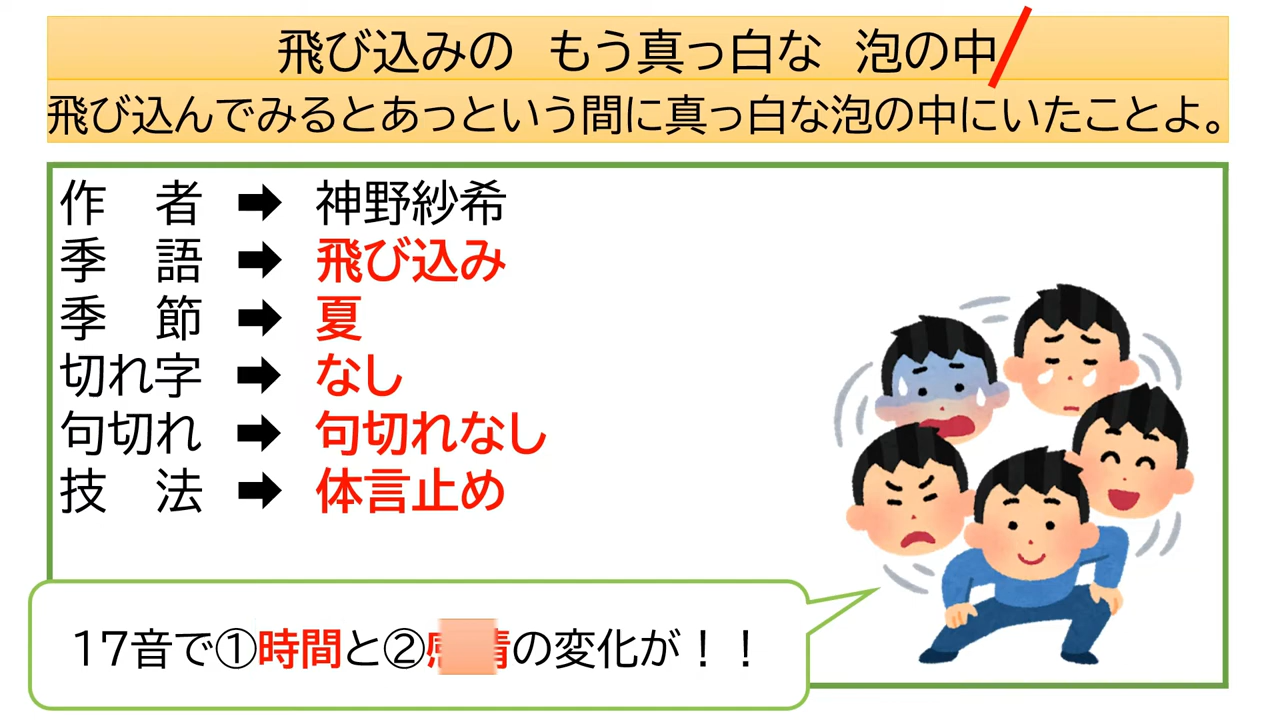 飛び込みの　もう真っ白な　泡の中
飛び込んでみるとあっという間に真っ白な泡の中にいたことよ。
作　者 ➡ 神野紗希
季　語 ➡ 飛び込み
季　節 ➡ 夏
切れ字 ➡ なし
句切れ ➡ 句切れなし
技　法 ➡ 体言止め
17音で①時間と②の変化が！！